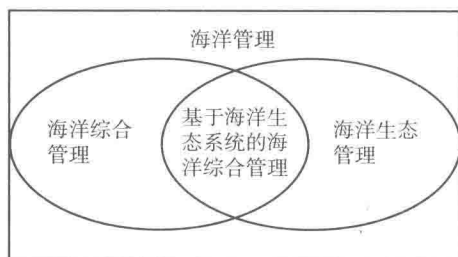 海洋管理
海洋综合
管理
基于海洋生
态系统的海
洋综合管理
海洋生态
管理